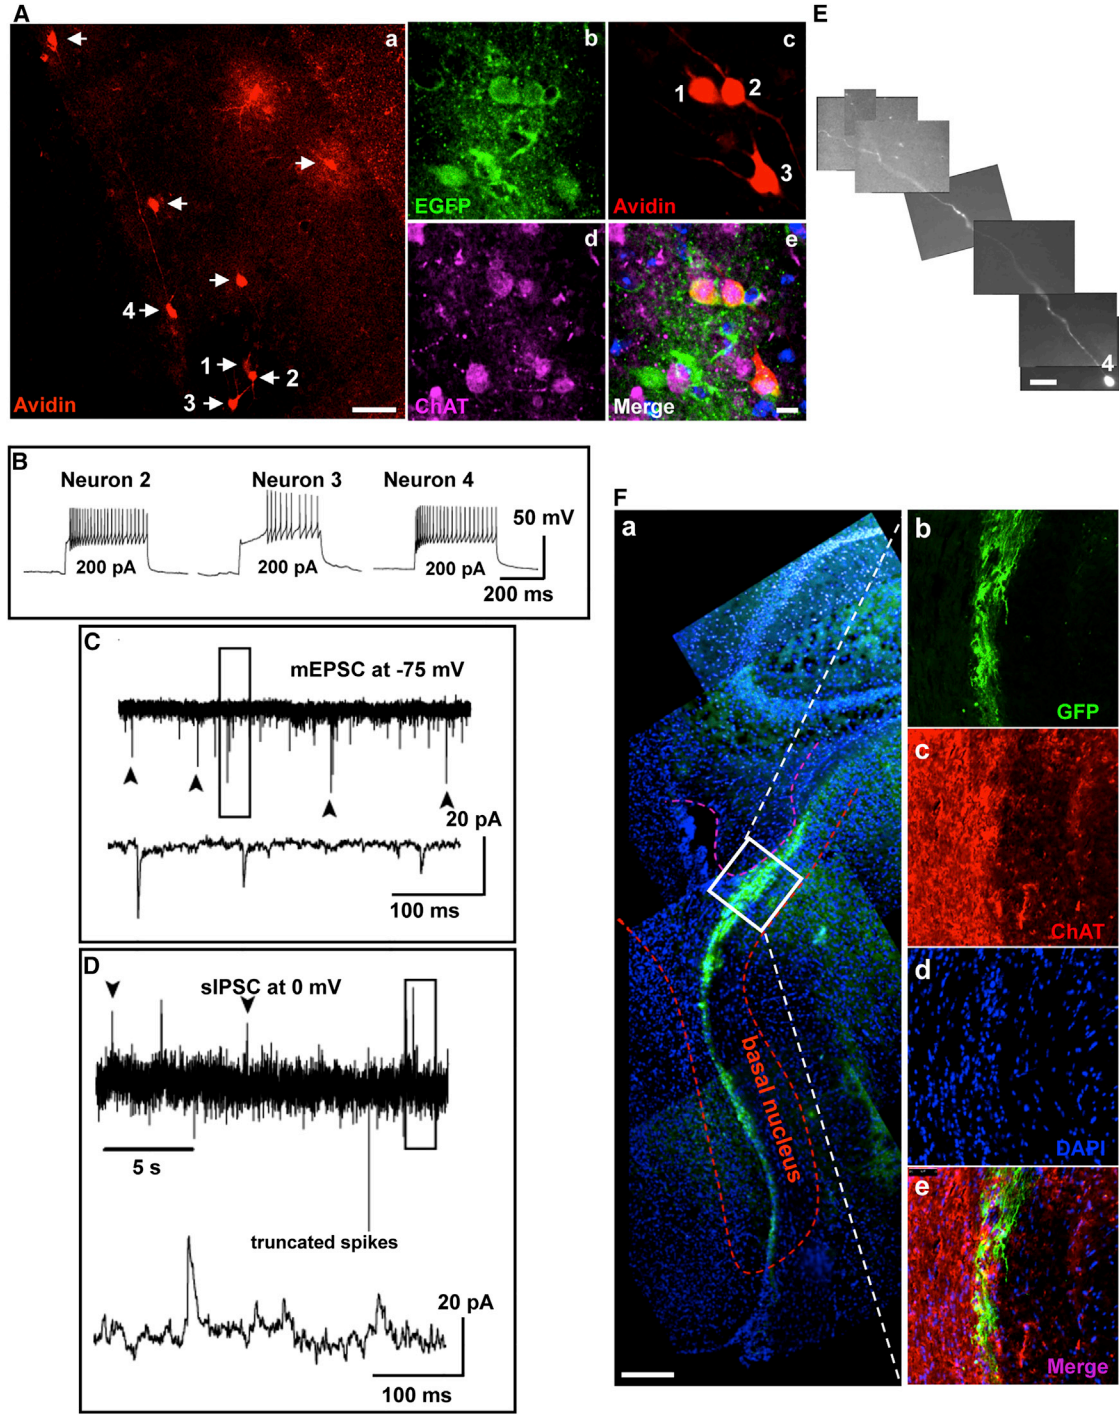 A
a
4
1
2
3
Avidin
b
EGFP
c
1
2
3
Avidin
d
ChAT
e
Merge
E
4
B
Neuron 2
Neuron 3
Neuron 4
200 pA
200 pA
200 pA
50 mV
200 ms
C
mEPSC at -75 mV
20 pA
100 ms
D
sIPSC at 0 mV
5 s
truncated spikes
20 pA
100 ms
F
a
basal nucleus
b
GFP
c
ChAT
d
DAPI
e
Merge